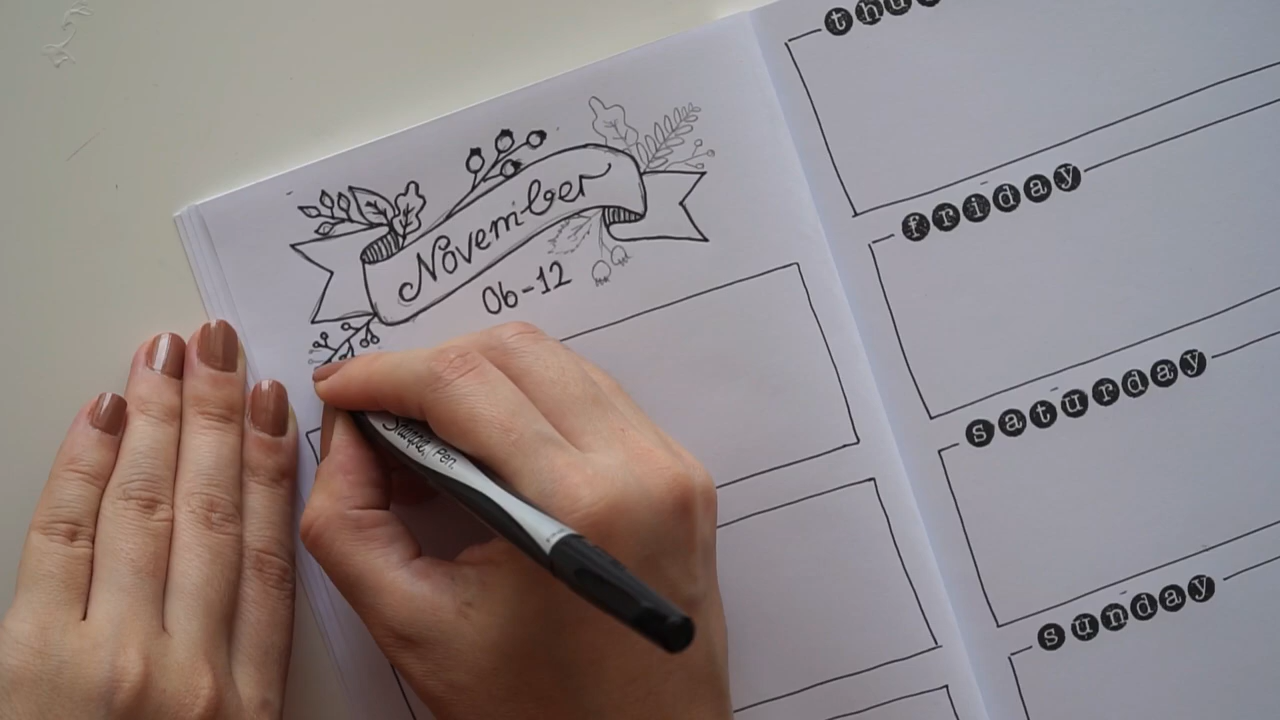 November
06-12
Sharpie Pen.
thu
friday
saturday
sunday